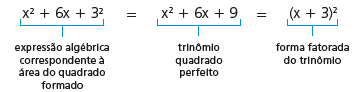 x² + 6x + 3² = x² + 6x + 9 = (x + 3)²
expressão algébrica
correspondente à
área do quadrado
formado
trinômio
quadrado
perfeito
forma fatorada
do trinômio